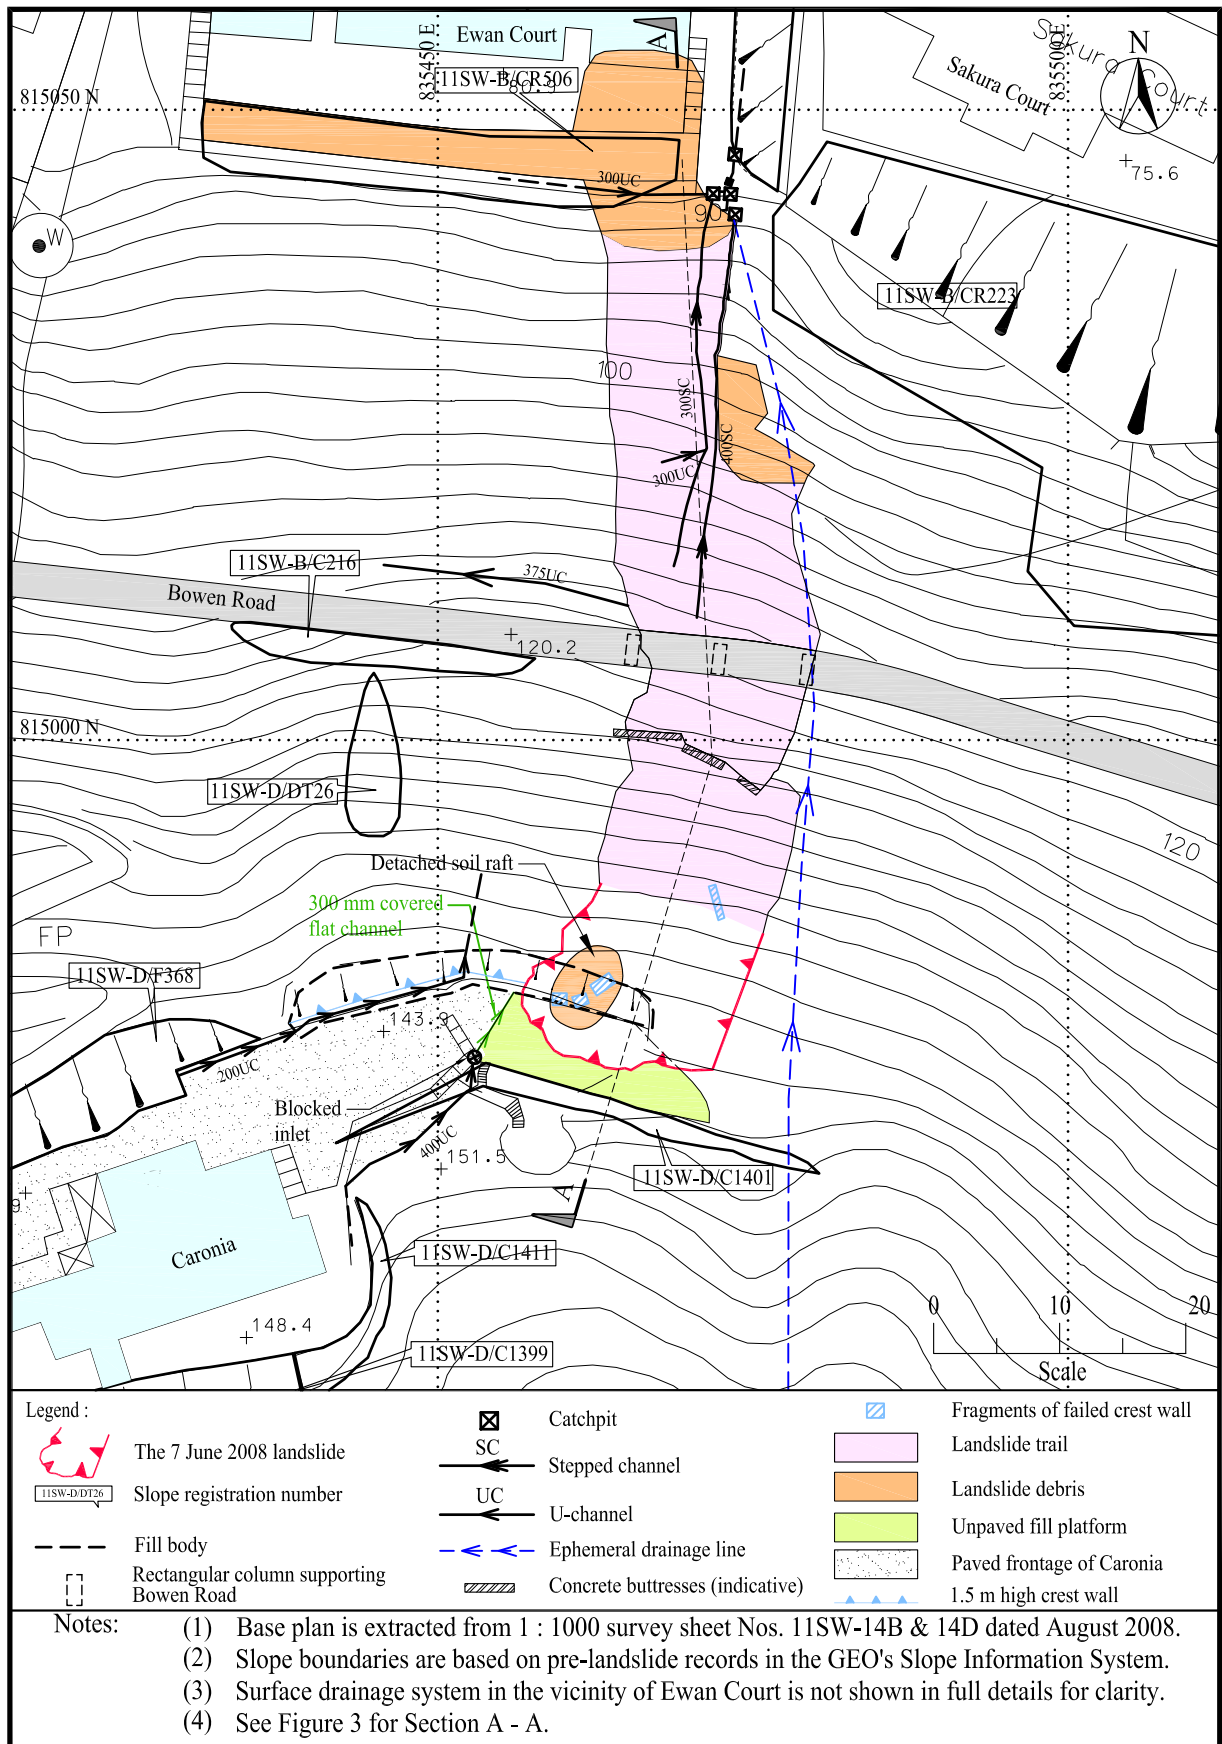 Ewan Court
A
835450 E
835500 E
Sakura Court
Sakura Court
N
11SW-B/CR506
80.9
815050 N
75.6
300UC
90
W
11SW-B/CR223
100
300SC
400SC
300UC
11SW-B/C216
375UC
Bowen Road
120.2
815000 N
11SW-D/DT26
120
Detached soil raft
300 mm covered
flat channel
FP
11SW-D/F368
143.9
200UC
Blocked
inlet
400UC
151.5
11SW-D/C1401
A
9
Caronia
11SW-D/C1411
148.4
11SW-D/C1399
0 10 20
Scale
Legend :
The 7 June 2008 landslide
11SW-D/DT26
Slope registration number
Fill body
Rectangular column supporting
Bowen Road
Catchpit
SC
Stepped channel
UC
U-channel
Ephemeral drainage line
Concrete buttresses (indicative)
Fragments of failed crest wall
Landslide trail
Landslide debris
Unpaved fill platform
Paved frontage of Caronia
1.5 m high crest wall
Notes:
(1) Base plan is extracted from 1 : 1000 survey sheet Nos. 11SW-14B & 14D dated August 2008.
(2) Slope boundaries are based on pre-landslide records in the GEO's Slope Information System.
(3) Surface drainage system in the vicinity of Ewan Court is not shown in full details for clarity.
(4) See Figure 3 for Section A - A.